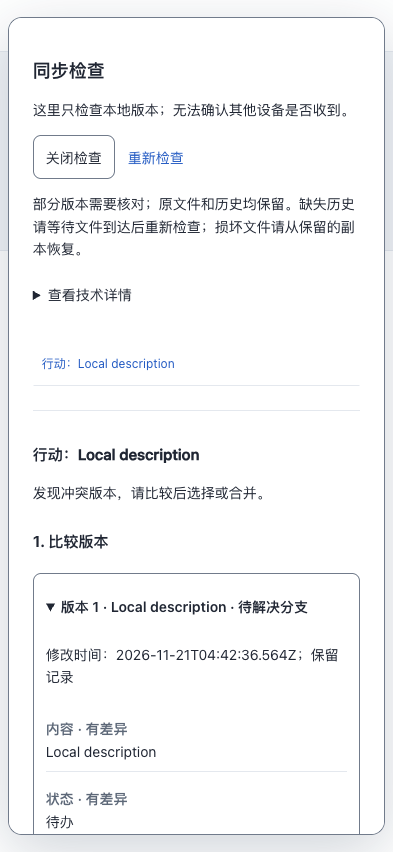 同步检查
这里只检查本地版本；无法确认其他设备是否收到。
关闭检查 重新检查
部分版本需要核对；原文件和历史均保留。缺失历史
请等待文件到达后重新检查；损坏文件请从保留的副
本恢复。
▶ 查看技术详情
行动：Local description
行动：Local description
发现冲突版本，请比较后选择或合并。
1. 比较版本
▼ 版本 1 · Local description · 待解决分支
修改时间：2026-11-21T04:42:36.564Z；保留
记录
内容 · 有差异
Local description
状态 · 有差异
待办